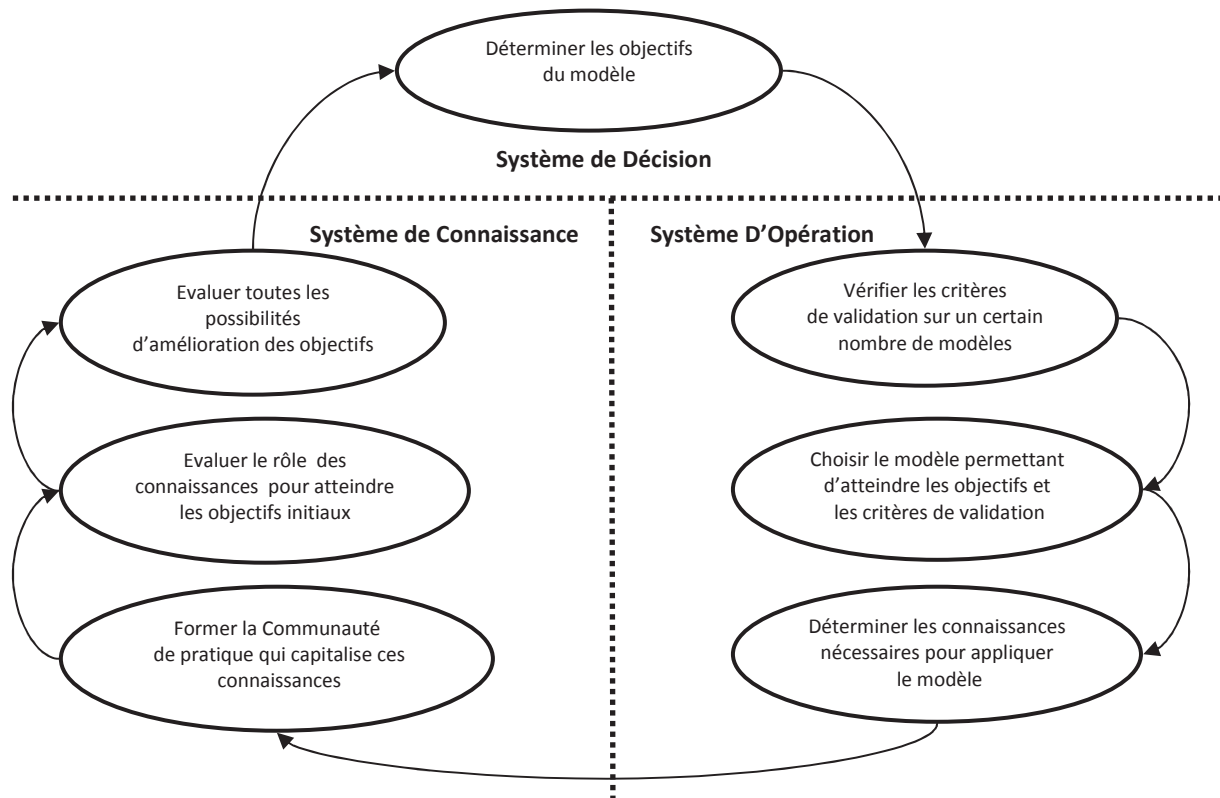 Déterminer les objectifs
du modèle
Système de Décision
Système de Connaissance
Système D’Opération
Evaluer toutes les
possibilités
d’amélioration des objectifs
Vérifier les critères
de validation sur un certain
nombre de modèles
Evaluer le rôle des
connaissances pour atteindre
les objectifs initiaux
Choisir le modèle permettant
d’atteindre les objectifs et
les critères de validation
Former la Communauté
de pratique qui capitalise ces
connaissances
Déterminer les connaissances
nécessaires pour appliquer
le modèle